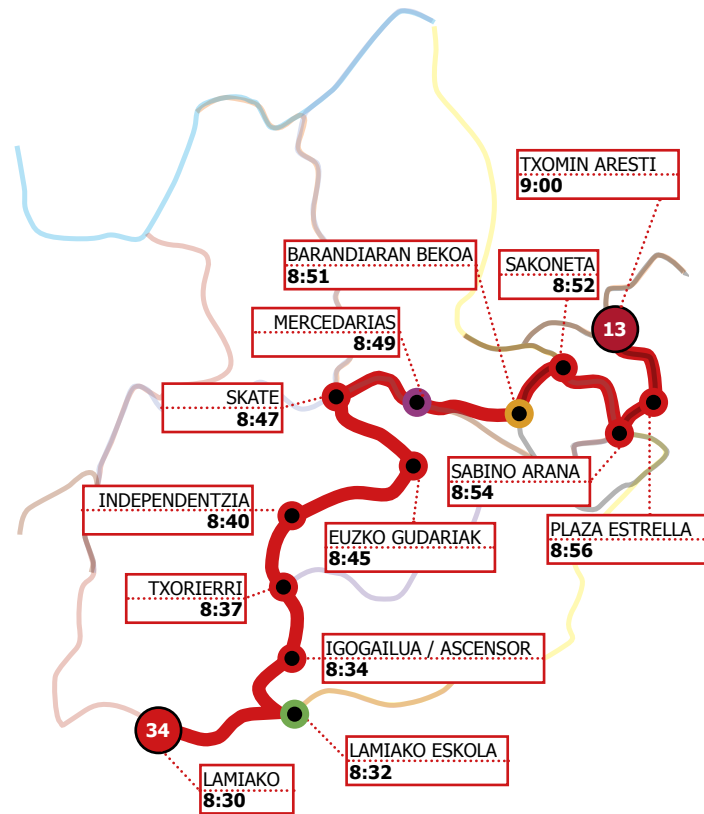 TXOMIN ARESTI
9:00
BARANDIARAN BEKOA
8:51
SAKONETA
8:52
MERCEDARIAS
8:49
13
SKATE
8:47
SABINO ARANA
8:54
INDEPENDENTZIA
8:40
EUZKO GUDARIAK
8:45
PLAZA ESTRELLA
8:56
TXORIERRI
8:37
IGOGAILUA / ASCENSOR
8:34
34
LAMIAKO ESKOLA
8:32
LAMIAKO
8:30